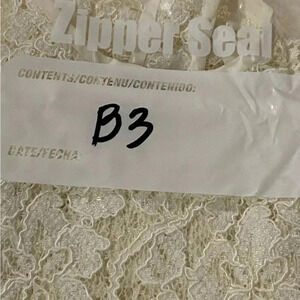 Zipper Seal
CONTENTS/CONTENU/CONTENIDO:
B3
DATE/FECHA: